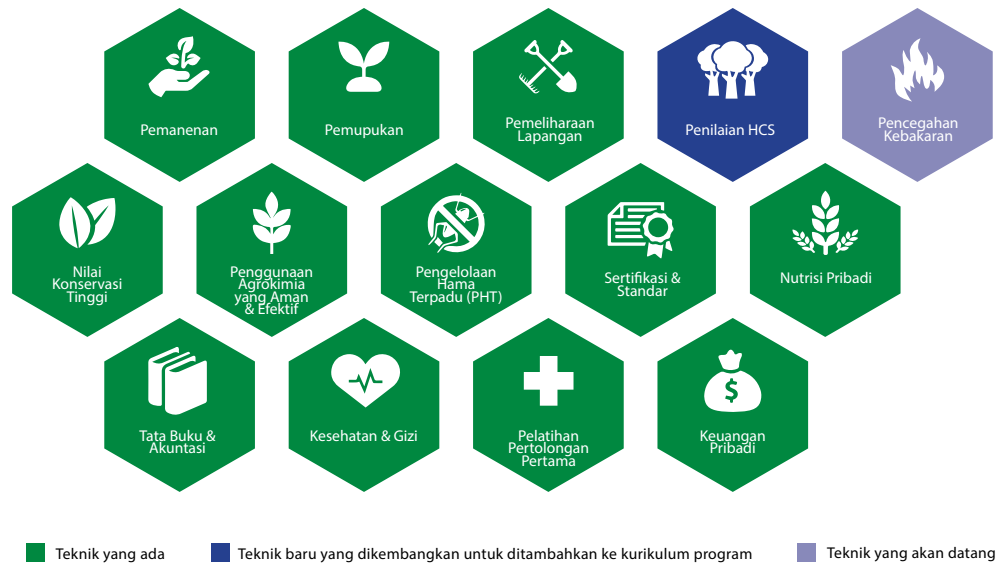 Pemanenan
Pemupukan
Pemeliharaan
Lapangan
Penilaian HCS
Pencegahan
Kebakaran
Nilai
Konservasi
Tinggi
Penggunaan
Agrokimia
yang Aman
& Efektif
Pengelolaan
Hama
Terpadu (PHT)
Sertifikasi &
Standar
Nutrisi Pribadi
Tata Buku &
Akuntasi
Kesehatan & Gizi
Pelatihan
Pertolongan
Pertama
$
Keuangan
Pribadi
Teknik yang ada
Teknik baru yang dikembangkan untuk ditambahkan ke kurikulum program
Teknik yang akan datang